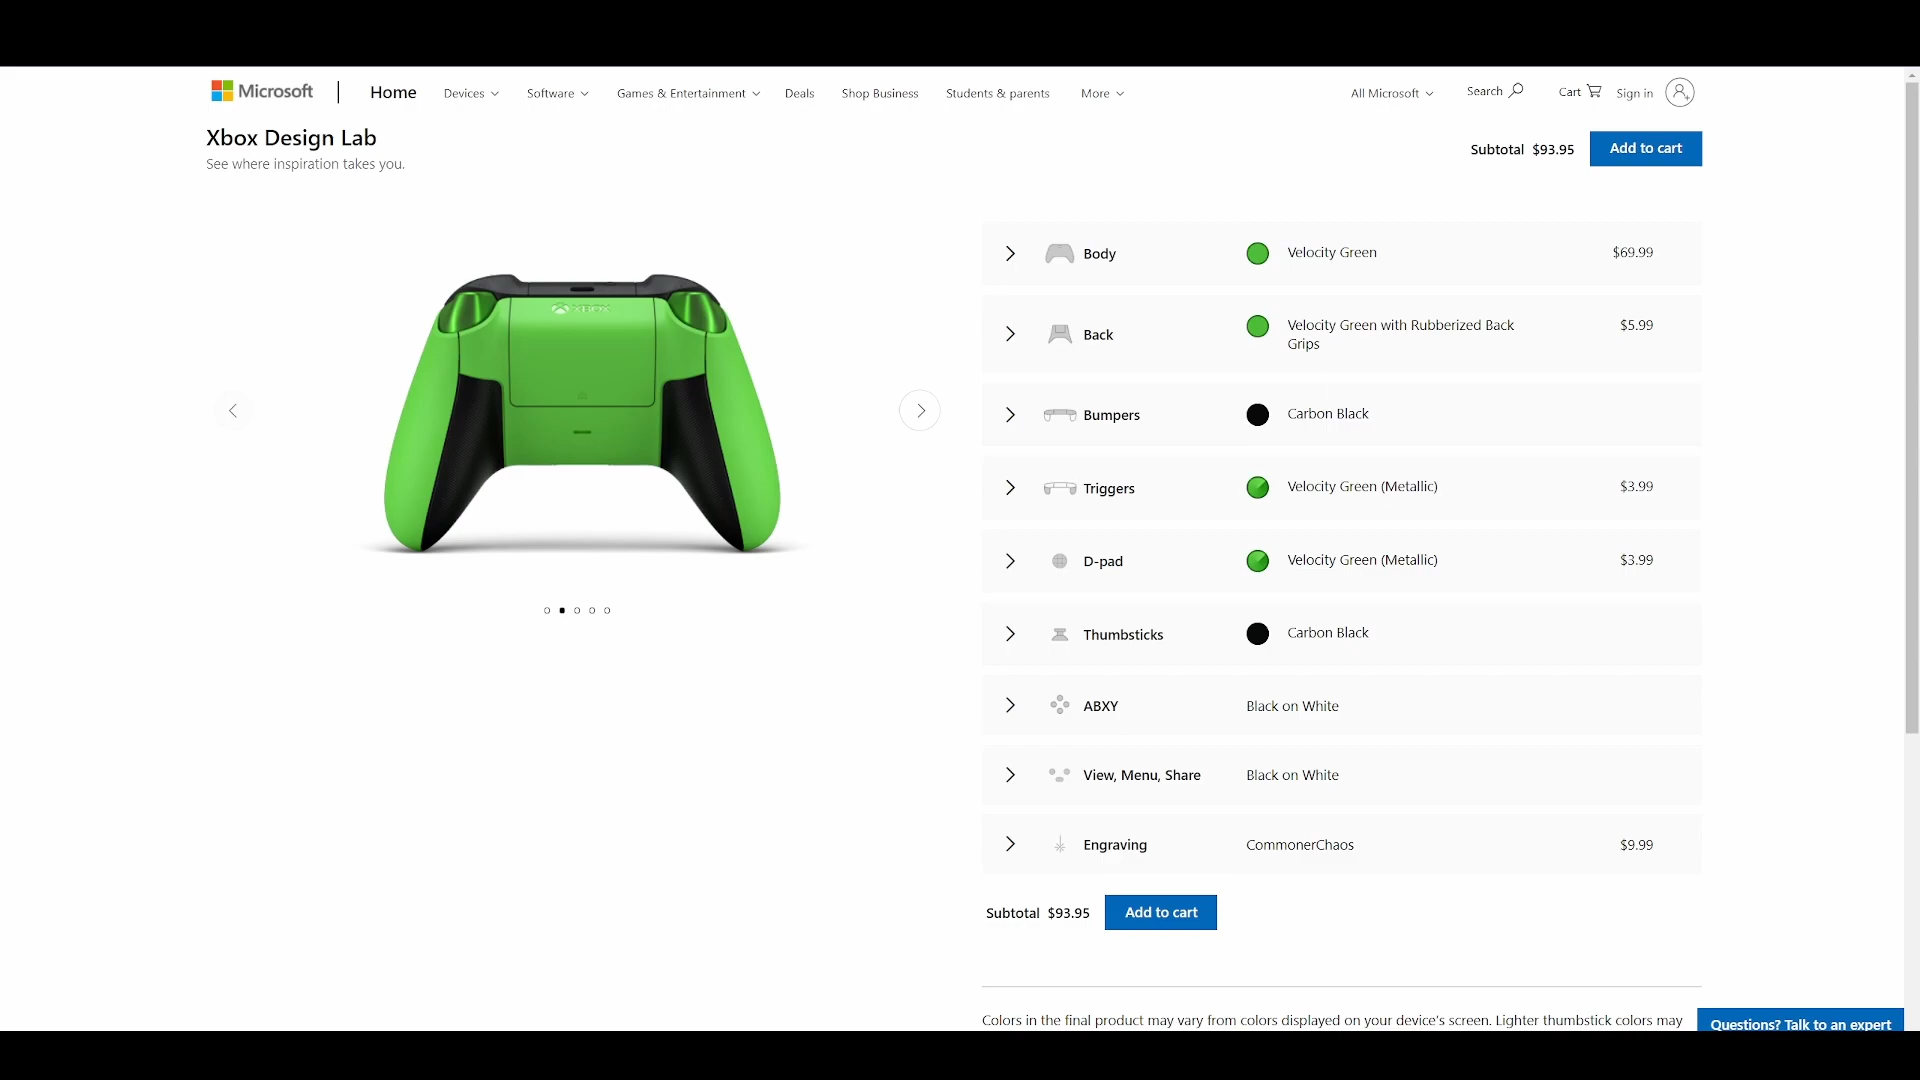 Microsoft
Home
Devices
Software
Games & Entertainment
Deals
Shop Business
Students & parents
More
All Microsoft
Search
Cart
Sign in
Xbox Design Lab
See where inspiration takes you.
Subtotal $93.95
Add to cart
XBOX
Body
Velocity Green
$69.99
Back
Velocity Green with Rubberized Back
Grips
$5.99
Bumpers
Carbon Black
Triggers
Velocity Green (Metallic)
$3.99
D-pad
Velocity Green (Metallic)
$3.99
Thumbsticks
Carbon Black
ABXY
Black on White
View, Menu, Share
Black on White
Engraving
CommonerChaos
$9.99
Subtotal $93.95
Add to cart
Colors in the final product may vary from colors displayed on your device's screen. Lighter thumbstick colors may
Questions? Talk to an expert